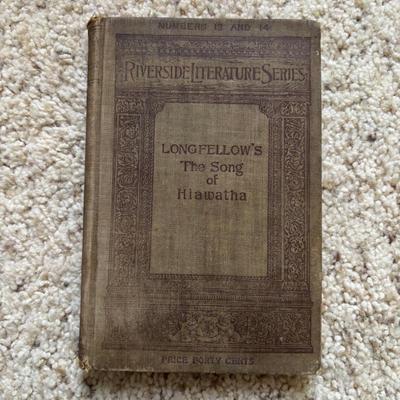 NUMBERS 13 AND 14
RIVERSIDE LITERATURE SERIES
LONGFELLOW'S
The Song
of
Hiawatha
PRICE FORTY CENTS